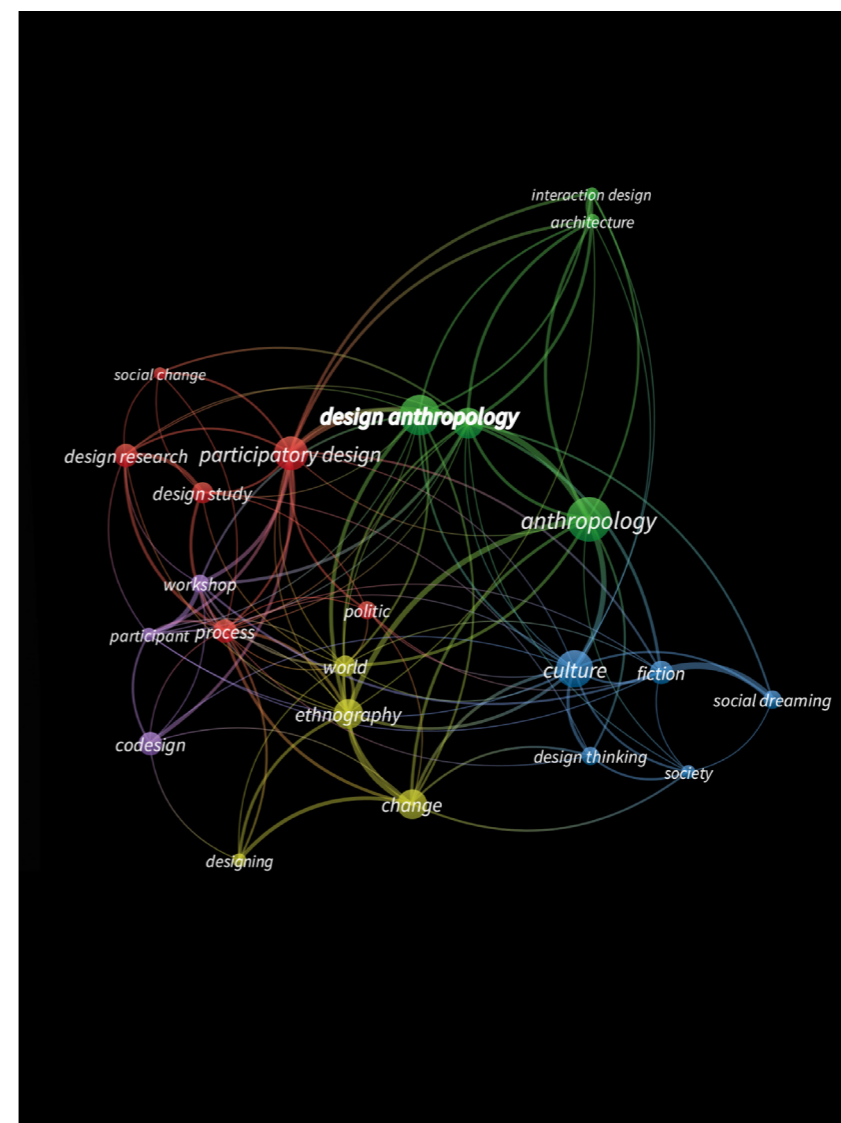 interaction design
architecture
social change
design anthropology
design research
participatory design
design study
anthropology
workshop
politic
participant
process
world
culture
fiction
social dreaming
ethnography
codesign
design thinking
society
change
designing